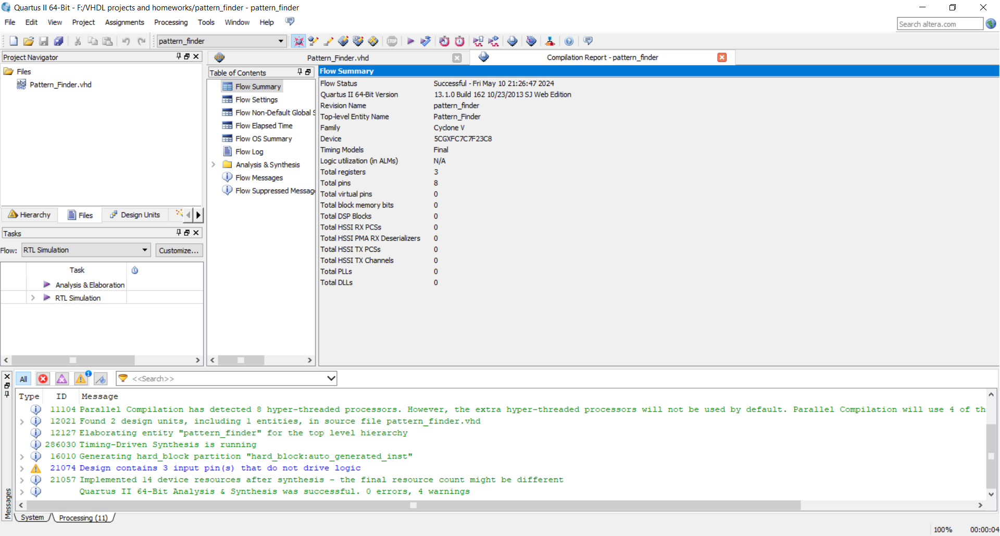 Quartus II 64-Bit - F:/VHDL projects and homeworks/pattern_finder - pattern_finder
File Edit View Project Assignments Processing Tools Window Help
Search altera.com
pattern_finder
STOP
Project Navigator
Files
abd
VHD
Pattern_Finder.vhd
Hierarchy Files Design Units
Tasks
Flow: RTL Simulation Customize...
Task
Analysis & Elaboration
RTL Simulation
Pattern_Finder.vhd
Compilation Report - pattern_finder
Table of Contents
Flow Summary
Flow Settings
Flow Non-Default Global S
Flow Elapsed Time
Flow OS Summary
Flow Log
Analysis & Synthesis
Flow Messages
Flow Suppressed Messag
Flow Summary
Flow Status Successful - Fri May 10 21:26:47 2024
Quartus II 64-Bit Version 13.1.0 Build 162 10/23/2013 SJ Web Edition
Revision Name pattern_finder
Top-level Entity Name Pattern_Finder
Family Cyclone V
Device 5CGXFC7C7F23C8
Timing Models Final
Logic utilization (in ALMs) N/A
Total registers 3
Total pins 8
Total virtual pins 0
Total block memory bits 0
Total DSP Blocks 0
Total HSSI RX PCSs 0
Total HSSI PMA RX Deserializers 0
Total HSSI TX PCSs 0
Total HSSI TX Channels 0
Total PLLs 0
Total DLLs 0
All 1 <<Search>>
Type ID Message
11104 Parallel Compilation has detected 8 hyper-threaded processors. However, the extra hyper-threaded processors will not be used by default. Parallel Compilation will use 4 of th
12021 Found 2 design units, including 1 entities, in source file pattern_finder.vhd
12127 Elaborating entity "pattern_finder" for the top level hierarchy
286030 Timing-Driven Synthesis is running
16010 Generating hard_block partition "hard_block:auto_generated_inst"
21074 Design contains 3 input pin(s) that do not drive logic
21057 Implemented 14 device resources after synthesis - the final resource count might be different
Quartus II 64-Bit Analysis & Synthesis was successful. 0 errors, 4 warnings
Messages
System Processing (11)
100% 00:00:04